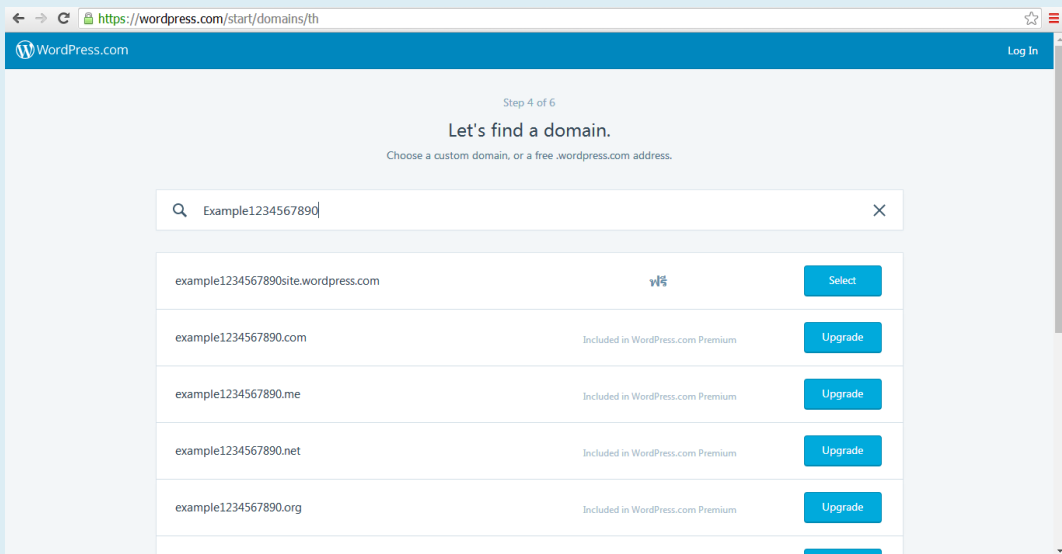 https://wordpress.com/start/domains/th
WordPress.com
Log In
Step 4 of 6
Let's find a domain.
Choose a custom domain, or a free .wordpress.com address.
Example1234567890
example1234567890site.wordpress.com ฟรี Select
example1234567890.com Included in WordPress.com Premium Upgrade
example1234567890.me Included in WordPress.com Premium Upgrade
example1234567890.net Included in WordPress.com Premium Upgrade
example1234567890.org Included in WordPress.com Premium Upgrade